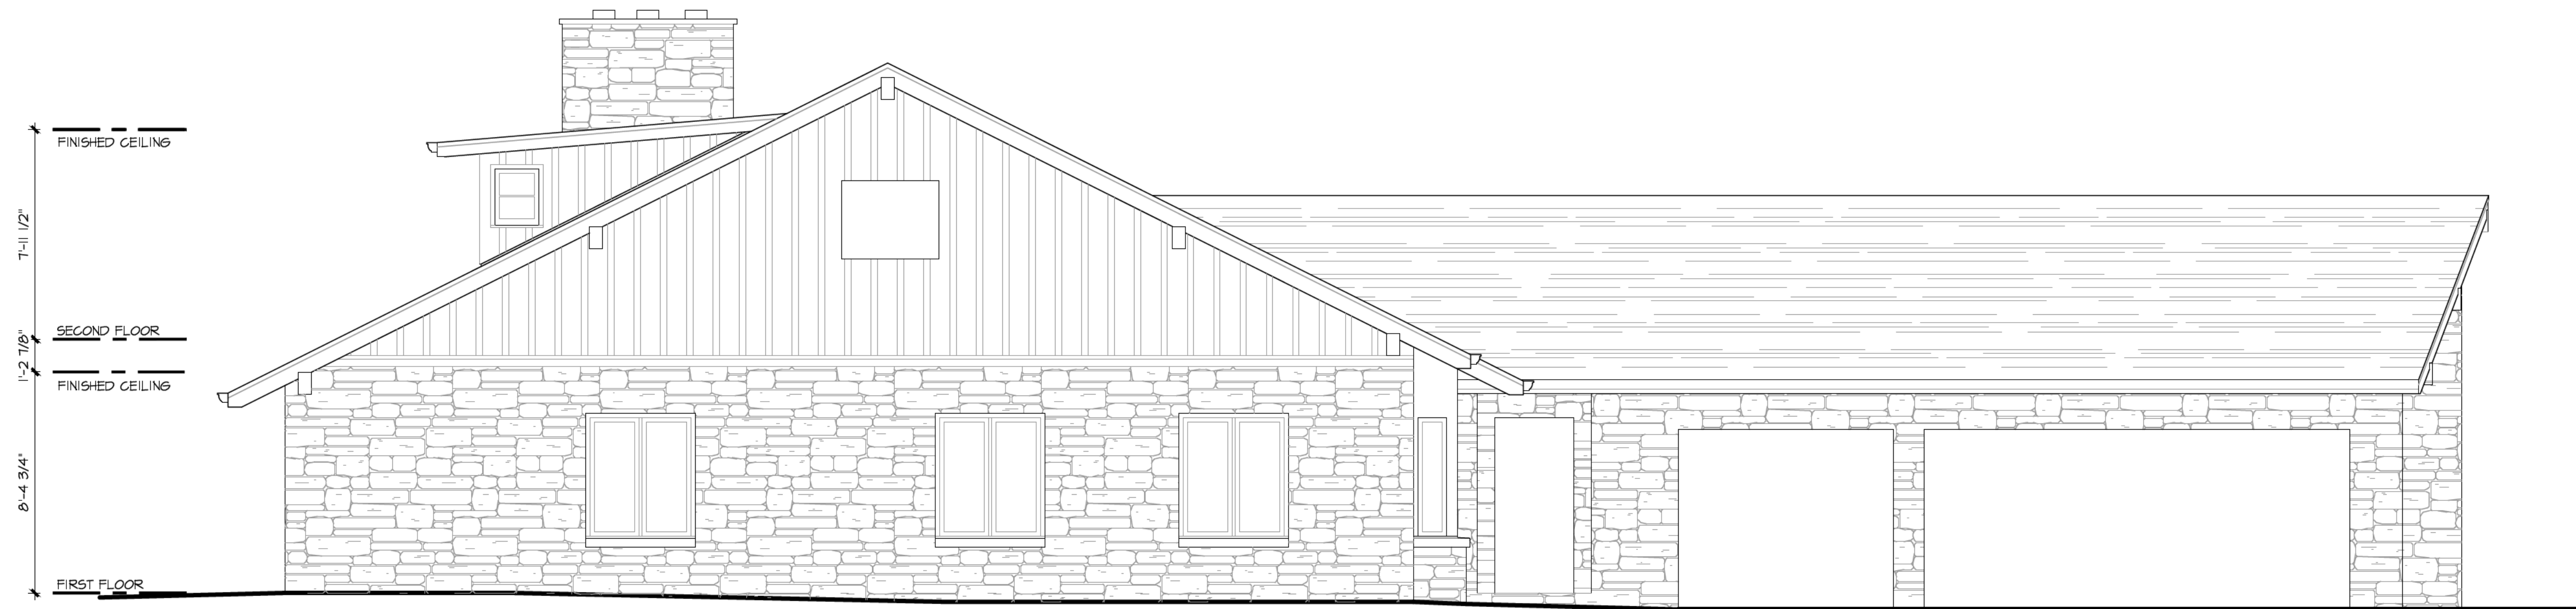 FINISHED CEILING
7'-11 1/2"
SECOND FLOOR
1'-2 7/8"
FINISHED CEILING
8'-4 3/4"
FIRST FLOOR